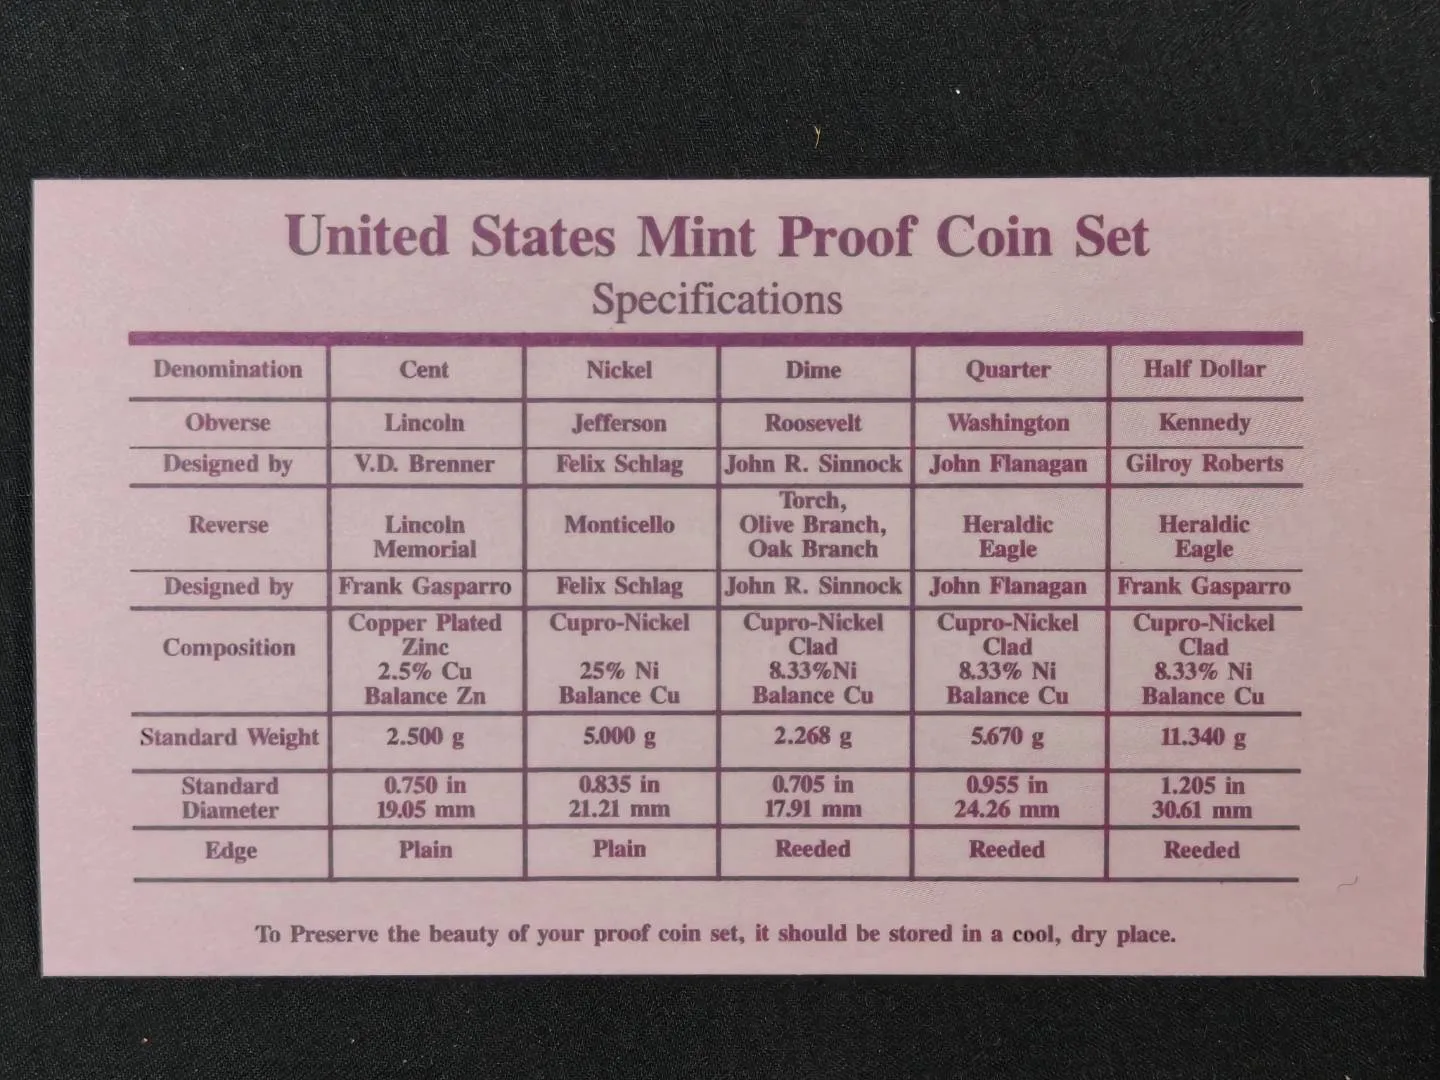 United States Mint Proof Coin Set
Specifications
Denomination Cent Nickel Dime Quarter Half Dollar
Obverse Lincoln Jefferson Roosevelt Washington Kennedy
Designed by V.D. Brenner Felix Schlag John R. Sinnock John Flanagan Gilroy Roberts
Reverse Lincoln Memorial Monticello Torch, Olive Branch, Oak Branch Heraldic Eagle Heraldic Eagle
Designed by Frank Gasparro Felix Schlag John R. Sinnock John Flanagan Frank Gasparro
Composition Copper Plated Zinc 2.5% Cu Balance Zn Cupro-Nickel 25% Ni Balance Cu Cupro-Nickel Clad 8.33%Ni Balance Cu Cupro-Nickel Clad 8.33% Ni Balance Cu Cupro-Nickel Clad 8.33% Ni Balance Cu
Standard Weight 2.500 g 5.000 g 2.268 g 5.670 g 11.340 g
Standard Diameter 0.750 in 19.05 mm 0.835 in 21.21 mm 0.705 in 17.91 mm 0.955 in 24.26 mm 1.205 in 30.61 mm
Edge Plain Plain Reeded Reeded Reeded
To Preserve the beauty of your proof coin set, it should be stored in a cool, dry place.